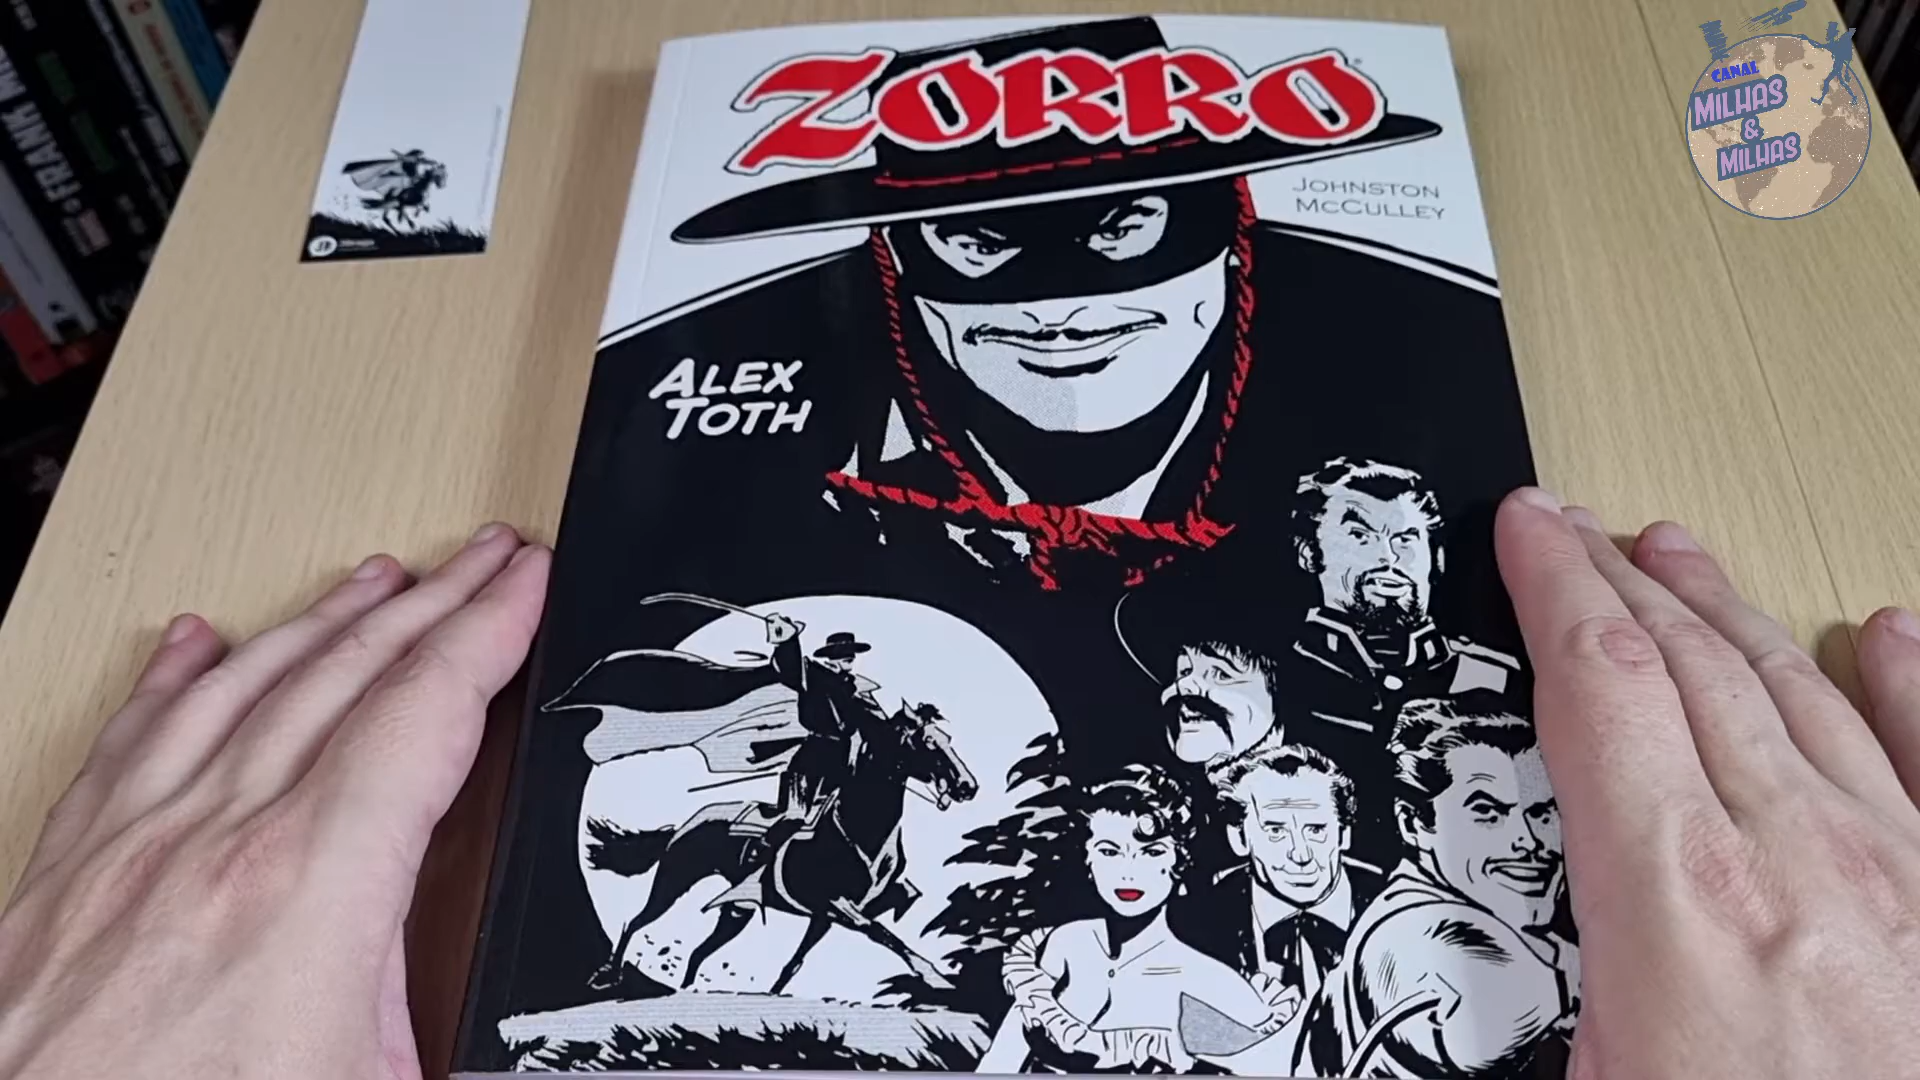 ZORRO
JOHNSTON
MCCULLEY
ALEX
TOTH
CANAL
MILHAS
&
MILHAS
FRANK